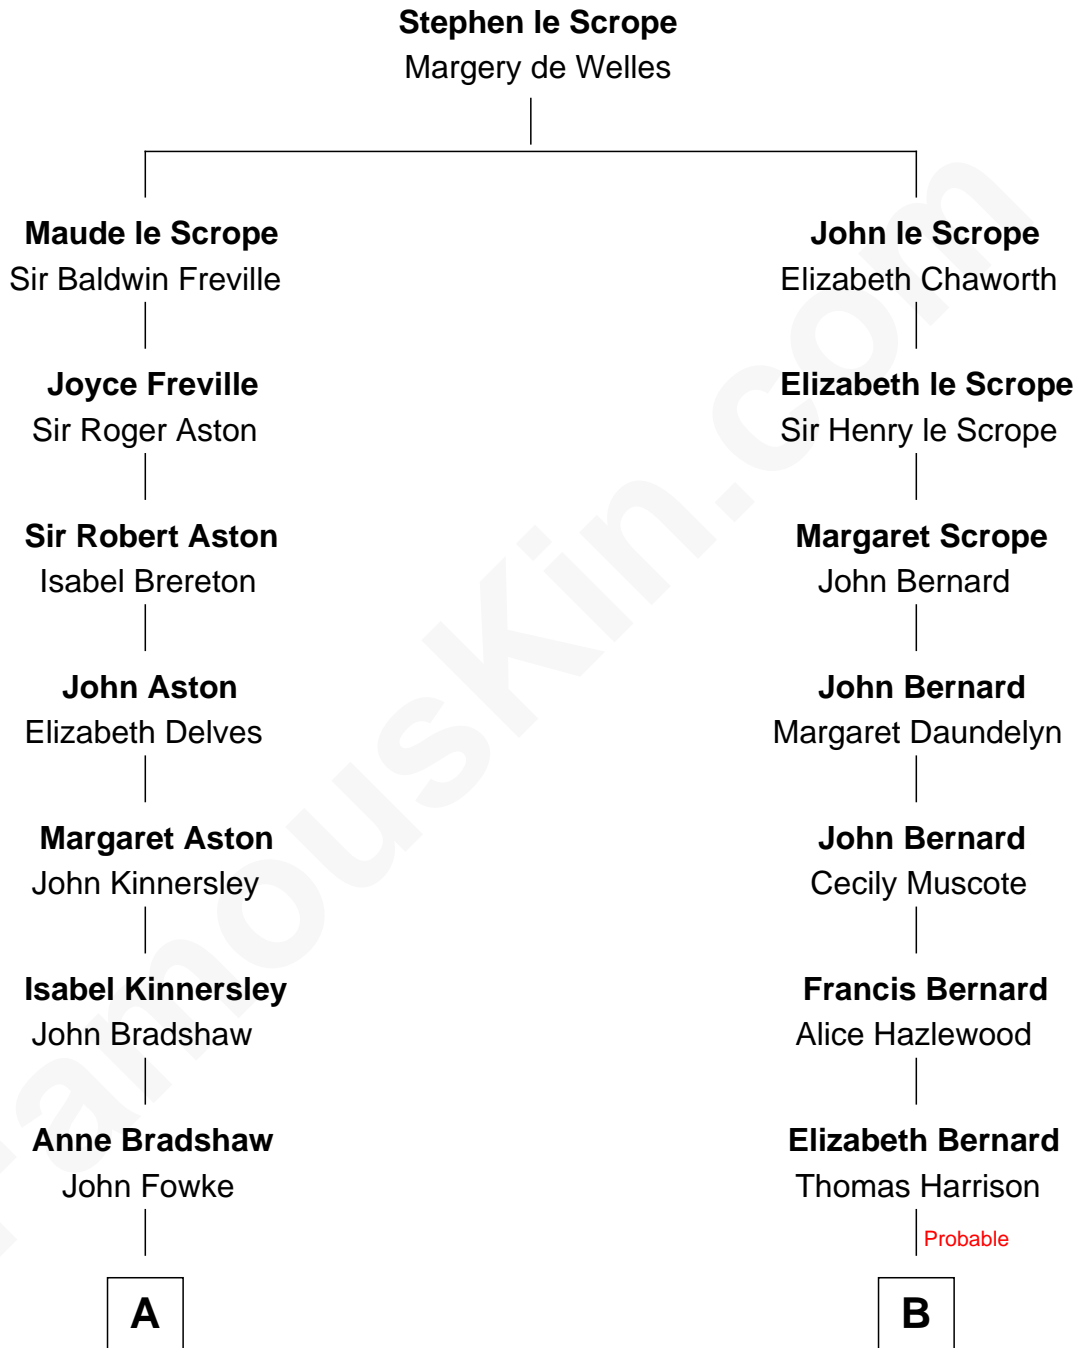 Stephen le Scrope
Margery de Welles
Maude le Scrope
Sir Baldwin Freville
John le Scrope
Elizabeth Chaworth
Joyce Freville
Sir Roger Aston
Elizabeth le Scrope
Sir Henry le Scrope
Sir Robert Aston
Isabel Brereton
Margaret Scrope
John Bernard
John Aston
Elizabeth Delves
John Bernard
Margaret Daundelyn
Margaret Aston
John Kinnersley
John Bernard
Cecily Muscote
Isabel Kinnersley
John Bradshaw
Francis Bernard
Alice Hazlewood
Anne Bradshaw
John Fowke
Elizabeth Bernard
Thomas Harrison
Probable
A
B
FamousKin.com